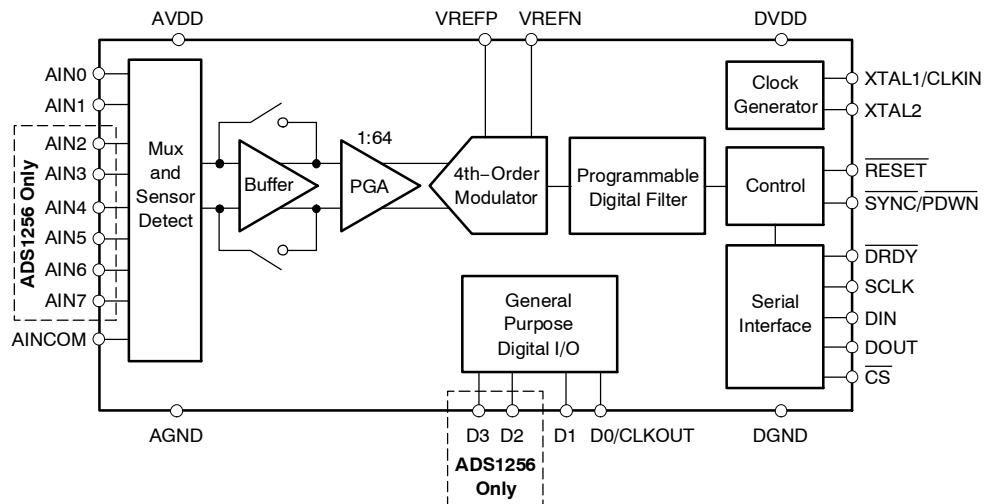 AVDD
VREFP
VREFN
DVDD
AIN0
AIN1
AIN2
AIN3
AIN4
AIN5
AIN6
AIN7
AINCOM
ADS1256 Only
Mux
and
Sensor
Detect
Buffer
1:64
PGA
4th−Order
Modulator
Programmable
Digital Filter
Clock
Generator
XTAL1/CLKIN
XTAL2
Control
RESET
SYNC/PDWN
Serial
Interface
DRDY
SCLK
DIN
DOUT
CS
General
Purpose
Digital I/O
AGND
D3
D2
D1
D0/CLKOUT
DGND
ADS1256
Only